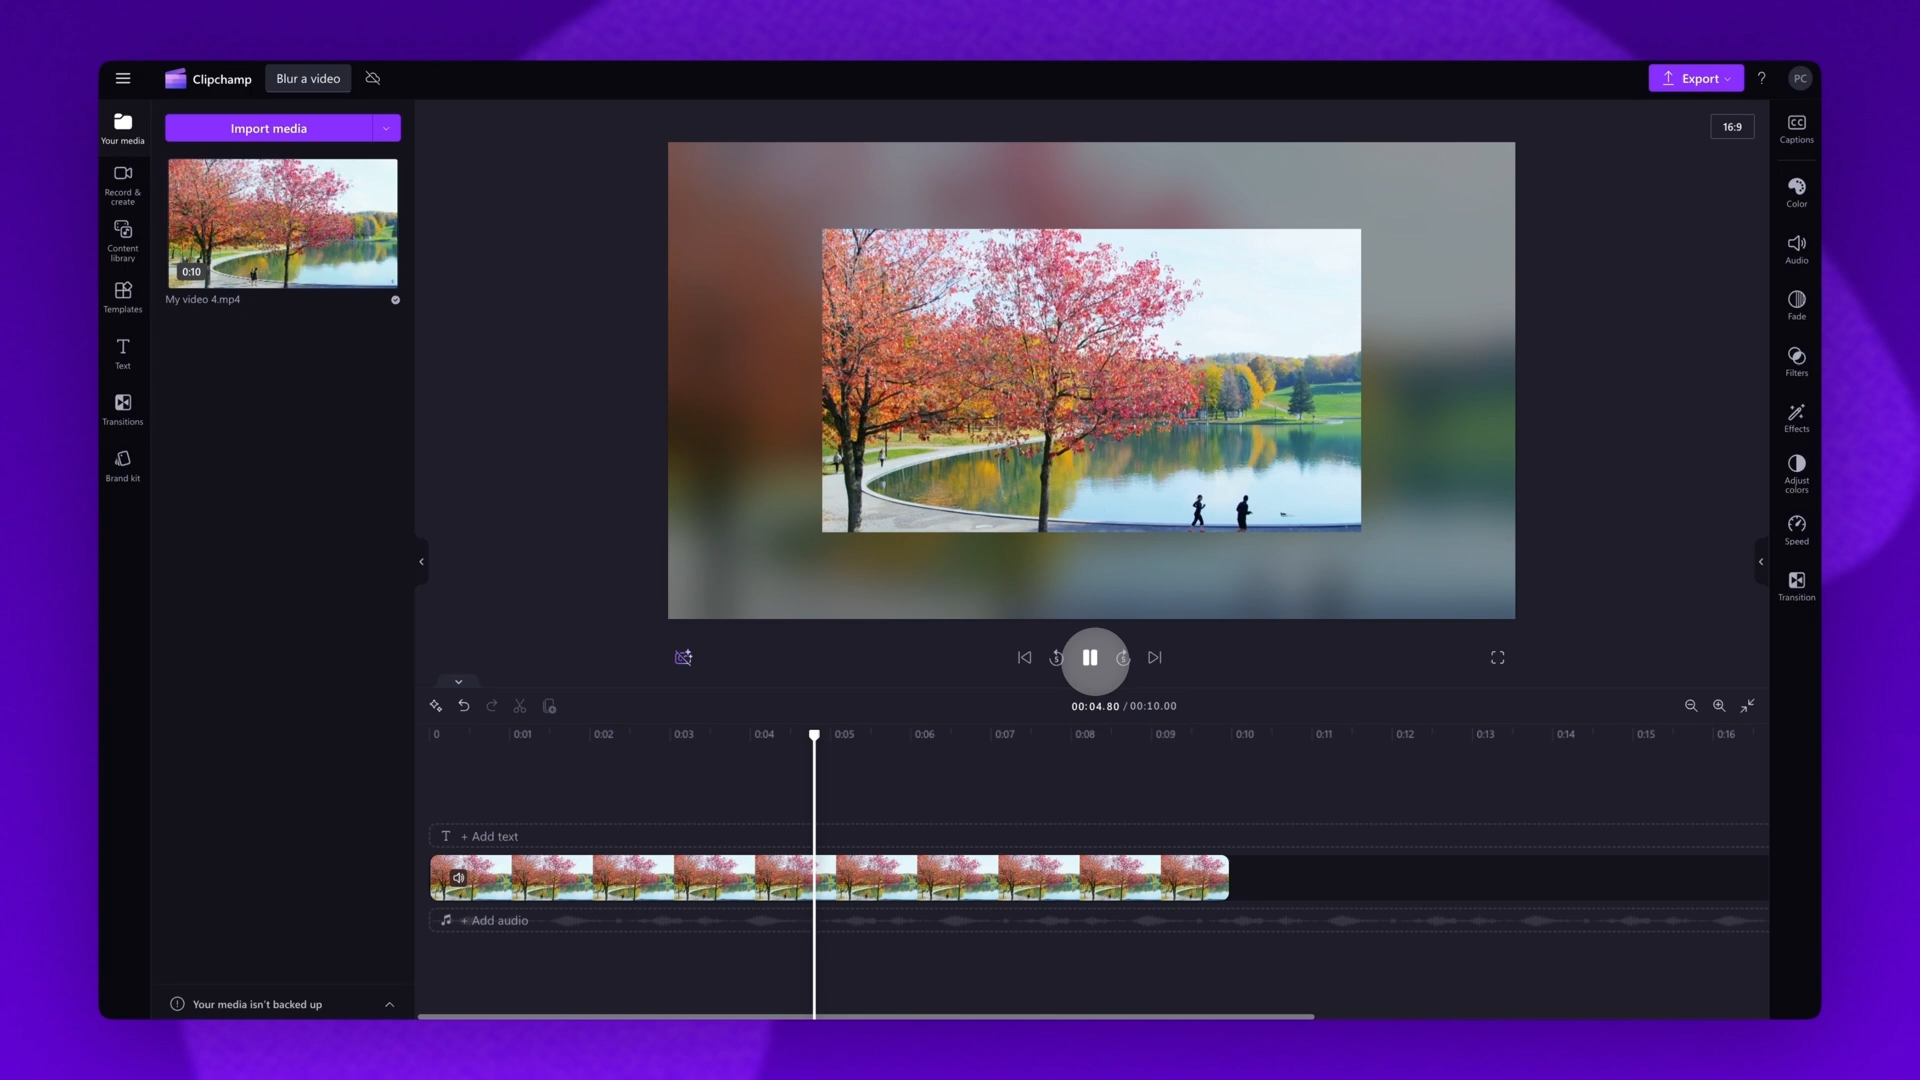 Clipchamp
Blur a video
Export
?
PC
Your media
Import media
16:9
CC
Captions
Record &
create
0:10
My video 4.mp4
Content
library
Templates
T
Text
Transitions
Brand kit
Color
Audio
Fade
Filters
Effects
Adjust
colors
Speed
Transition
5
5
00:04.80 / 00:10.00
0 0:01 0:02 0:03 0:04 0:05 0:06 0:07 0:08 0:09 0:10 0:11 0:12 0:13 0:14 0:15 0:16
T + Add text
+ Add audio
Your media isn't backed up